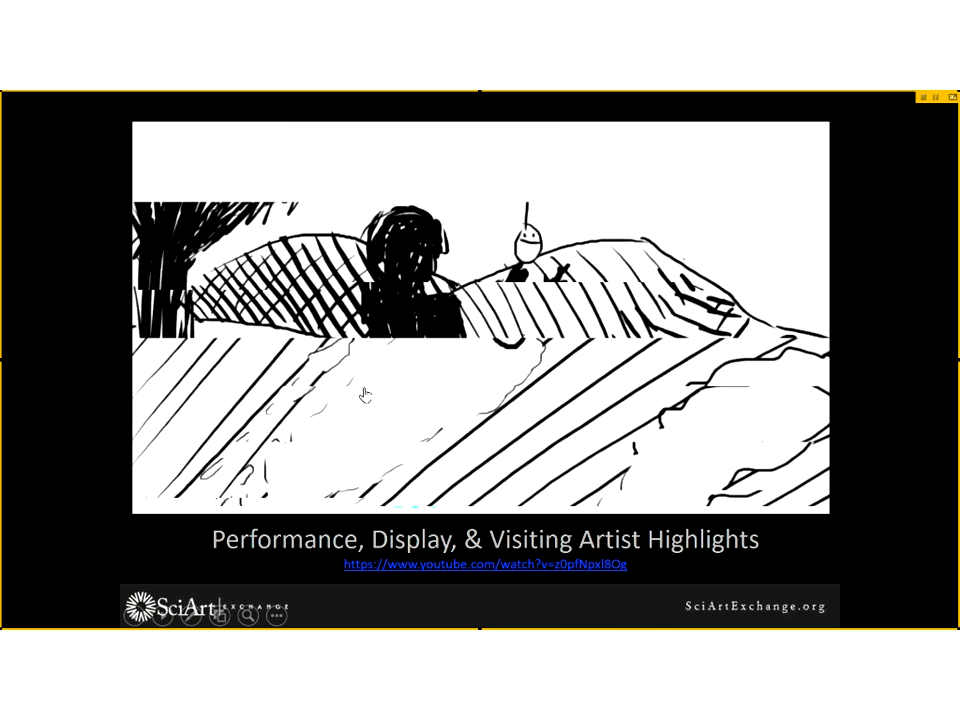 Performance, Display, & Visiting Artist Highlights
https://www.youtube.com/watch?v=z0pfNpxl8Og
SciArt EXCHANGE
SciArtExchange.org